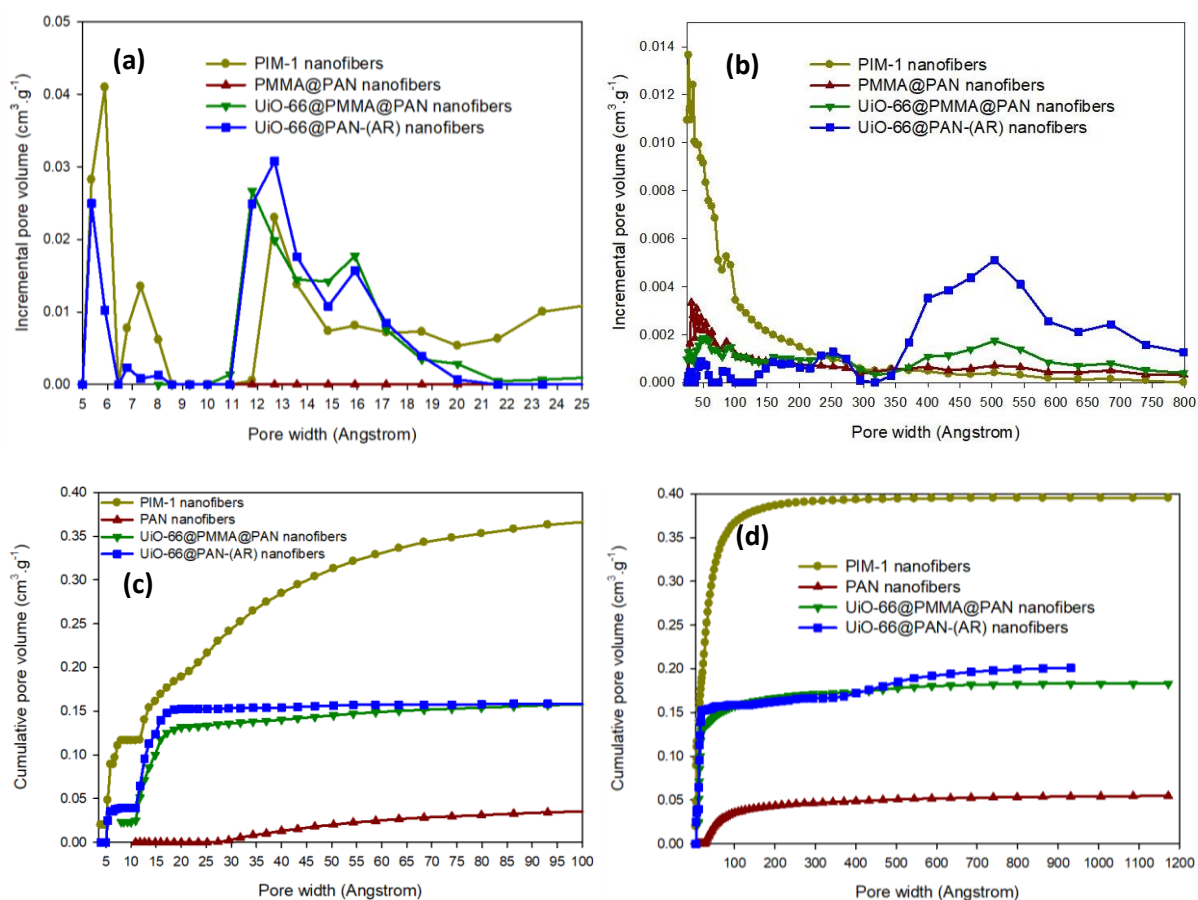 (a)
PIM-1 nanofibers
PMMA@PAN nanofibers
UiO-66@PMMA@PAN nanofibers
UiO-66@PAN-(AR) nanofibers
Incremental pore volume (cm³.g⁻¹)
0.05
0.04
0.03
0.02
0.01
0.00
5 6 7 8 9 10 11 12 13 14 15 16 17 18 19 20 21 22 23 24 25
Pore width (Angstrom)
(b)
PIM-1 nanofibers
PMMA@PAN nanofibers
UiO-66@PMMA@PAN nanofibers
UiO-66@PAN-(AR) nanofibers
Incremental pore volume (cm³.g⁻¹)
0.014
0.012
0.010
0.008
0.006
0.004
0.002
0.000
50 100 150 200 250 300 350 400 450 500 550 600 650 700 750 800
Pore width (Angstrom)
PIM-1 nanofibers
PAN nanofibers
UiO-66@PMMA@PAN nanofibers
UiO-66@PAN-(AR) nanofibers
(c)
Cumulative pore volume (cm³.g⁻¹)
0.40
0.35
0.30
0.25
0.20
0.15
0.10
0.05
0.00
5 10 15 20 25 30 35 40 45 50 55 60 65 70 75 80 85 90 95 100
Pore width (Angstrom)
(d)
PIM-1 nanofibers
PAN nanofibers
UiO-66@PMMA@PAN nanofibers
UiO-66@PAN-(AR) nanofibers
Cumulative pore volume (cm³.g⁻¹)
0.40
0.35
0.30
0.25
0.20
0.15
0.10
0.05
0.00
100 200 300 400 500 600 700 800 900 1000 1100 1200
Pore width (Angstrom)